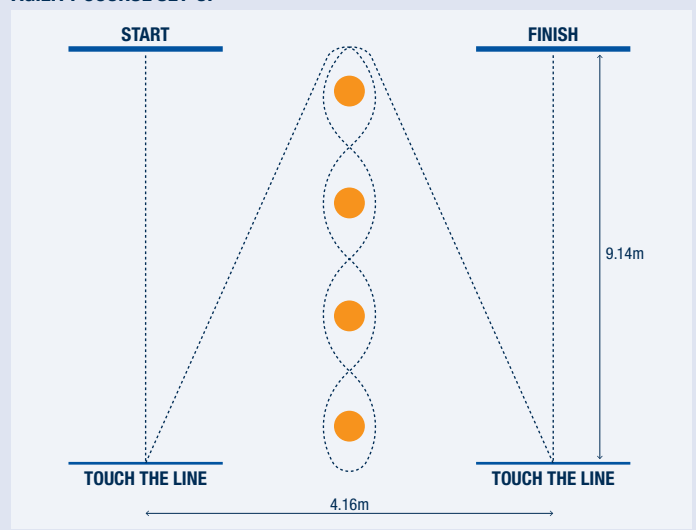 START
FINISH
9.14m
TOUCH THE LINE
TOUCH THE LINE
4.16m